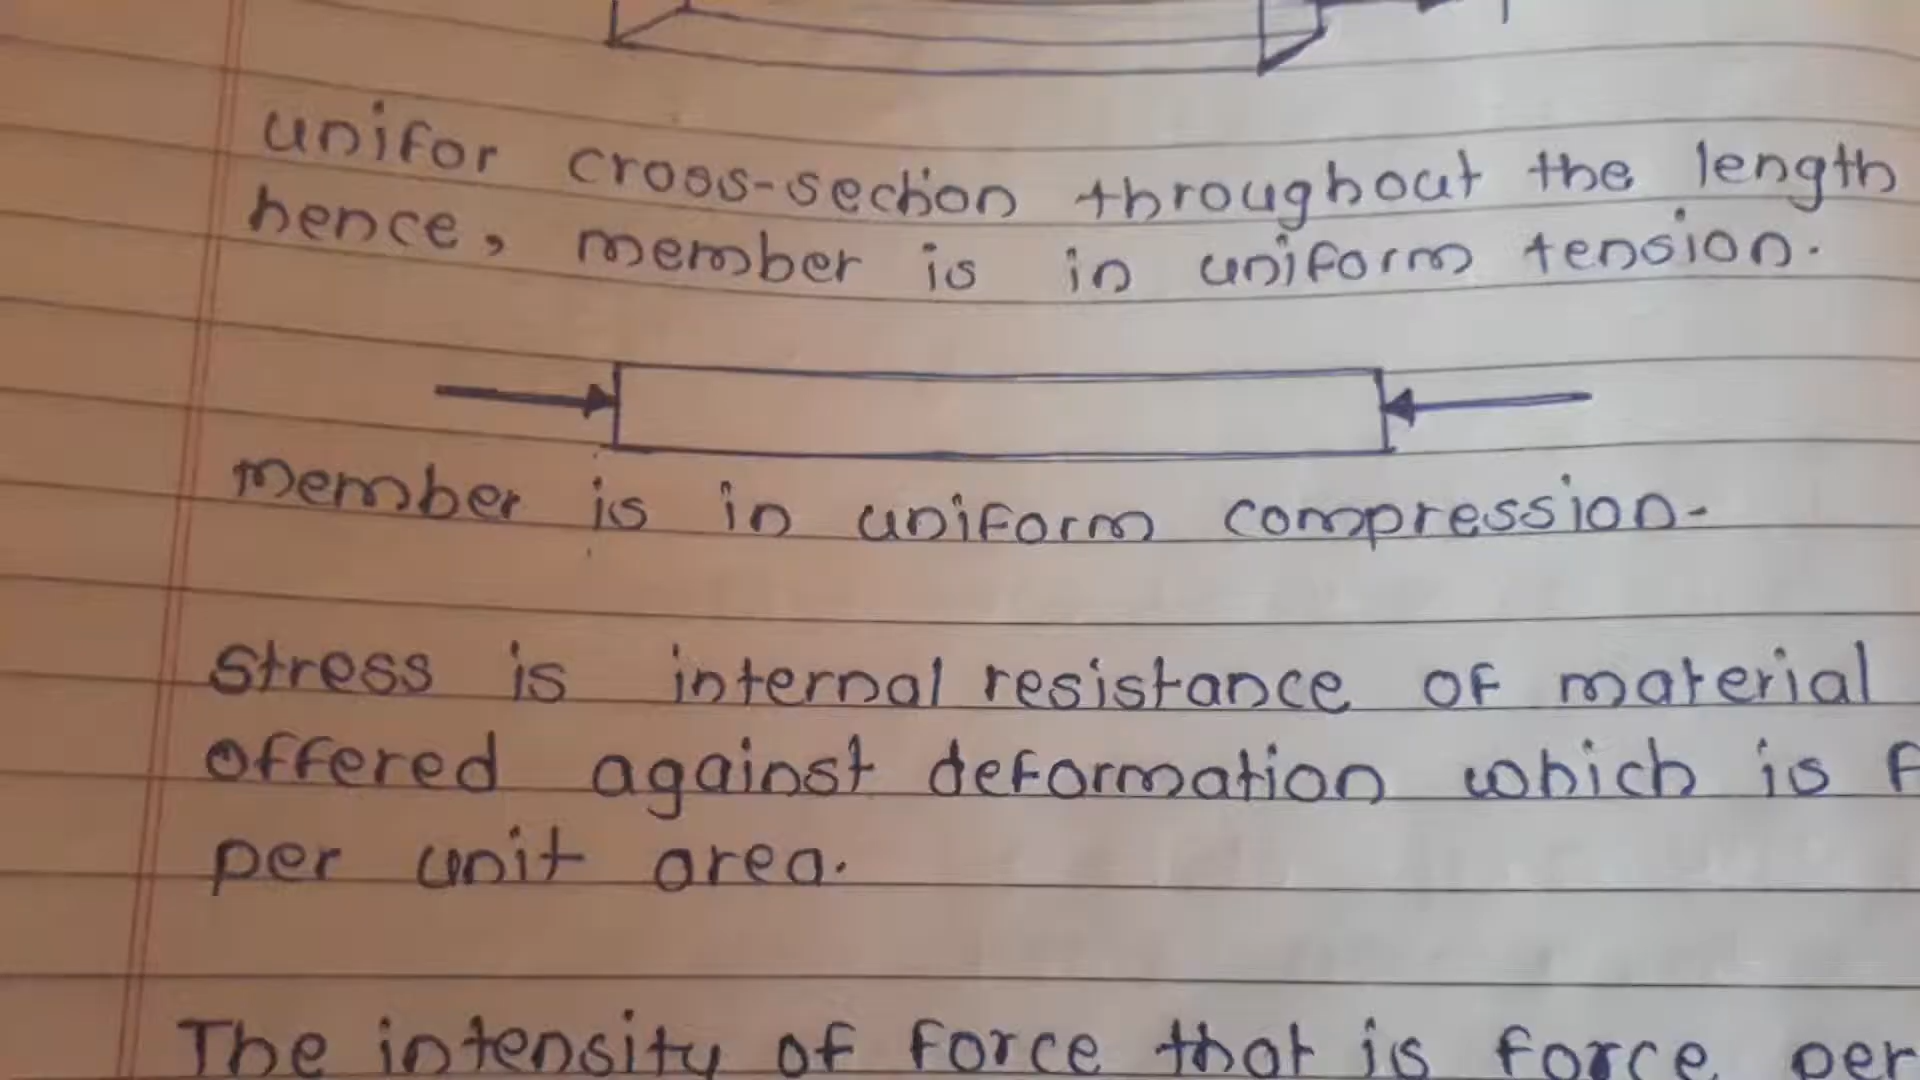 unifor cross-section throughout the length
hence, member is in uniform tension.
member is in uniform compression.
stress is internal resistance of material
offered against deformation which is
per unit area.
The intensity of force that is force per